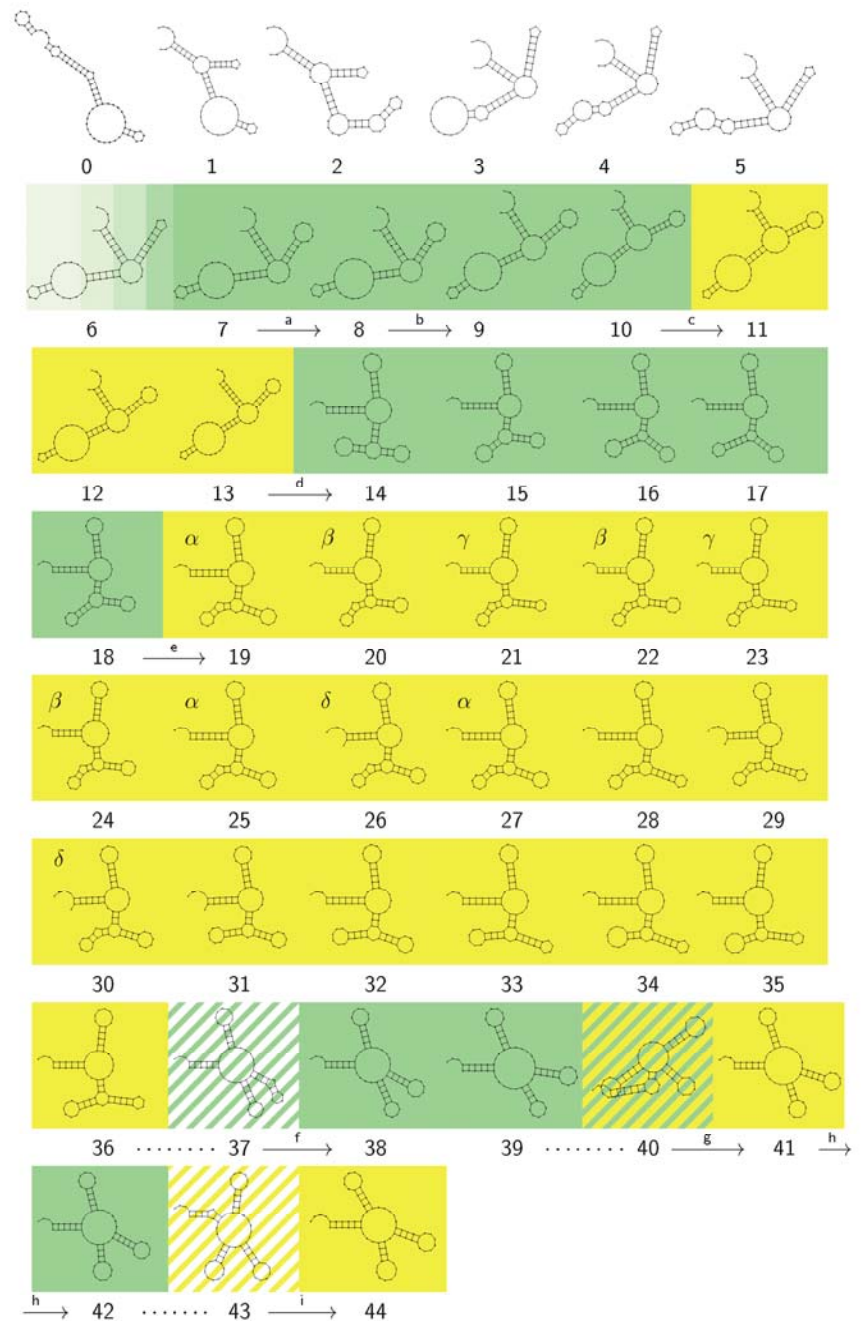 0 1 2 3 4 5
a b c
6 7 8 9 10 11
d
12 13 14 15 16 17
α β γ β γ
e
18 19 20 21 22 23
β α δ α
24 25 26 27 28 29
δ
30 31 32 33 34 35
f g h
36 ........ 37 38 39 ........ 40 41
h i
42 ........ 43 44